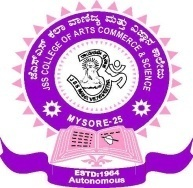 ಜೆಎಸ್ಎಸ್ ಕಲಾ ವಾಣಿಜ್ಯ ಮತ್ತು ವಿಜ್ಞಾನ ಕಾಲೇಜು
JSS COLLEGE OF ARTS COMMERCE & SCIENCE
MYSORE-25
ESTD:1964
Autonomous